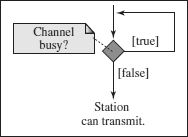 Channel
busy?
[true]
[false]
Station
can transmit.